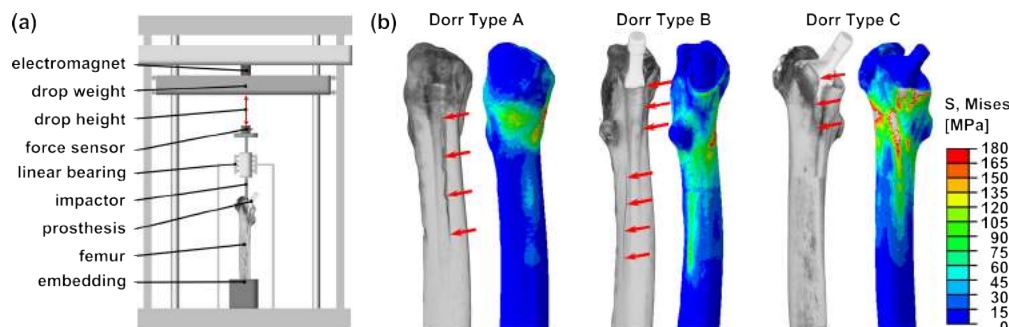 (a)
electromagnet
drop weight
drop height
force sensor
linear bearing
impactor
prosthesis
femur
embedding
(b)
Dorr Type A
Dorr Type B
Dorr Type C
S, Mises
[MPa]
180
165
150
135
120
105
90
75
60
45
30
15
0